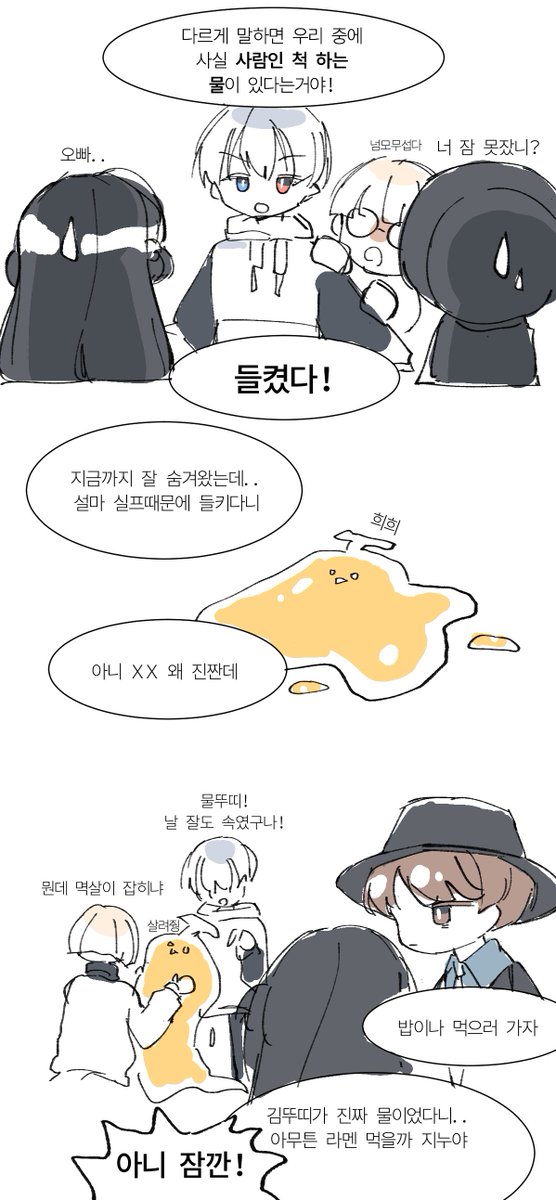 다르게 말하면 우리 중에
사실 사람인 척 하는
물이 있다는거야!
오빠..
넘모무섭다
너 잠 못잤니?
들켰다!
지금까지 잘 숨겨왔는데..
설마 실프때문에 들키다니
희희
아니 XX 왜 진짠데
물뚜띠!
날 잘도 속였구나!
뭔데 멱살이 잡히냐
살려줭
밥이나 먹으러 가자
김뚜띠가 진짜 물이었다니..
아무튼 라멘 먹을까 지누야
아니 잠깐!